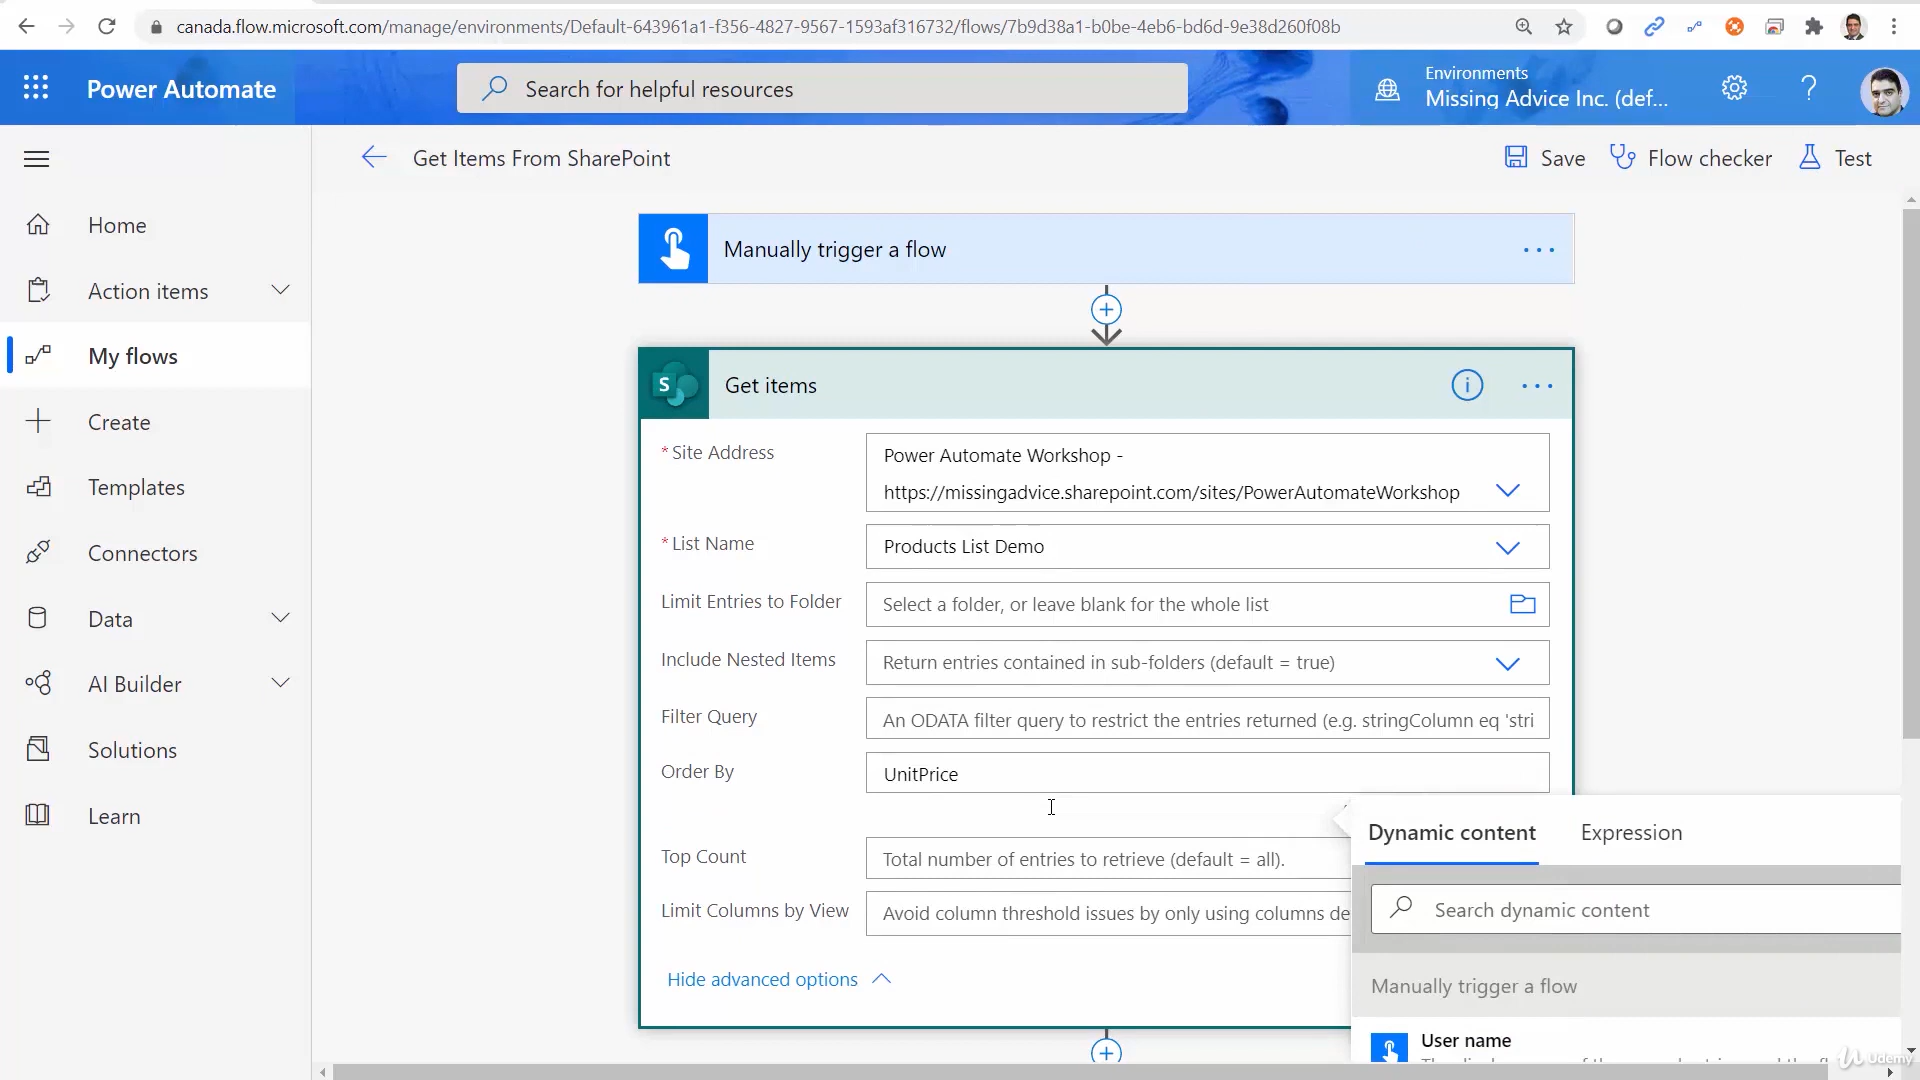 canada.flow.microsoft.com/manage/environments/Default-643961a1-f356-4827-9567-1593af316732/flows/7b9d38a1-b0be-4eb6-bd6d-9e38d260f08b
Power Automate
Search for helpful resources
Environments
Missing Advice Inc. (def...
Get Items From SharePoint
Save
Flow checker
Test
Home
Action items
My flows
Create
Templates
Connectors
Data
AI Builder
Solutions
Learn
Manually trigger a flow
S
Get items
* Site Address
Power Automate Workshop -
https://missingadvice.sharepoint.com/sites/PowerAutomateWorkshop
* List Name
Products List Demo
Limit Entries to Folder
Select a folder, or leave blank for the whole list
Include Nested Items
Return entries contained in sub-folders (default = true)
Filter Query
An ODATA filter query to restrict the entries returned (e.g. stringColumn eq 'stri
Order By
UnitPrice
Top Count
Total number of entries to retrieve (default = all).
Limit Columns by View
Avoid column threshold issues by only using columns de
Hide advanced options
Dynamic content
Expression
Search dynamic content
Manually trigger a flow
User name
Udemy